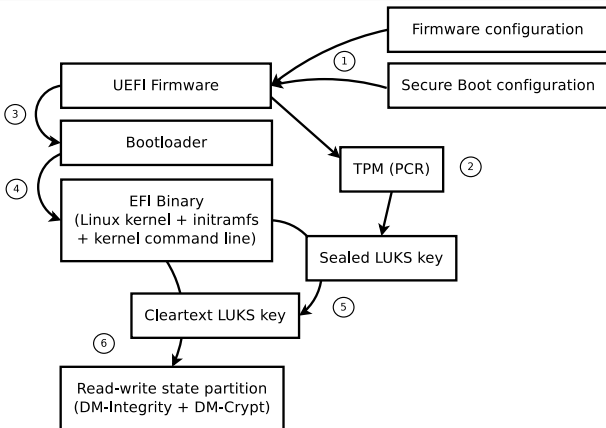 Firmware configuration
1
UEFI Firmware
Secure Boot configuration
3
Bootloader
TPM (PCR)
2
4
EFI Binary
(Linux kernel + initramfs
+ kernel command line)
Sealed LUKS key
Cleartext LUKS key
5
6
Read-write state partition
(DM-Integrity + DM-Crypt)